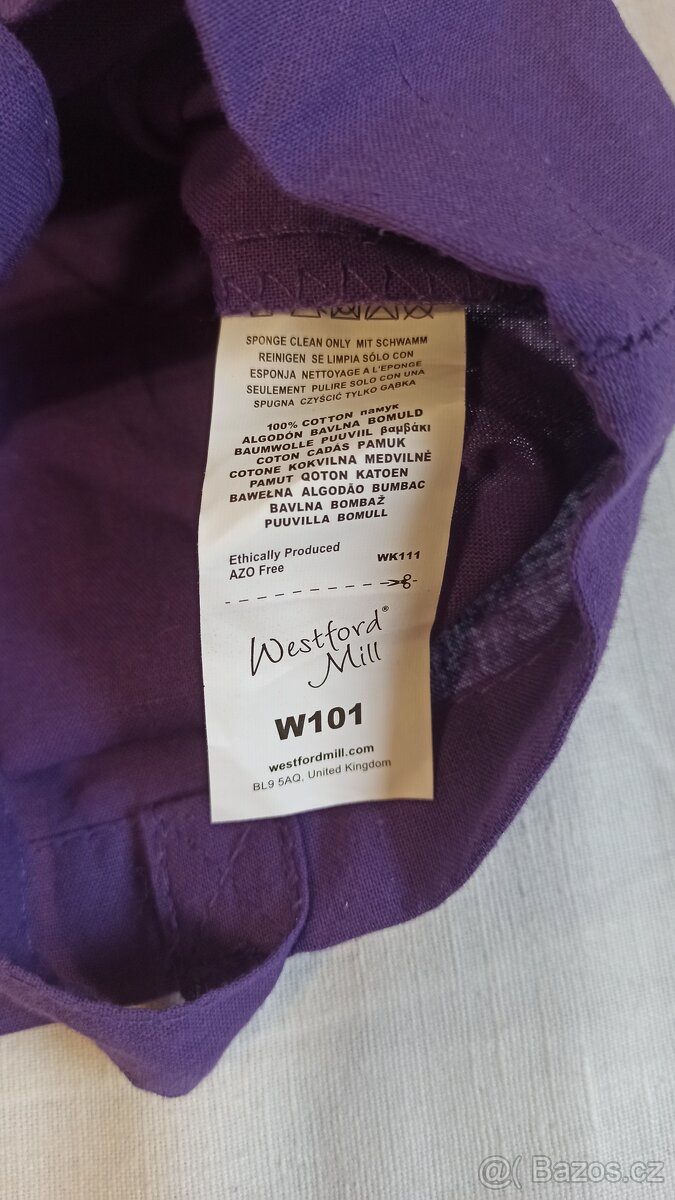 SPONGE CLEAN ONLY MIT SCHWAMM
REINIGEN SE LIMPIA SÓLO CON
ESPONJA NETTOYAGE A L'EPONGE
SEULEMENT PULIRE SOLO CON UNA
SPUGNA CZYŚCIĆ TYLKO GĄBKA
100% COTTON памук
ALGODÓN BAVLNA BOMULD
BAUMWOLLE PUUVIIL βαμβάκι
COTON CADÁS PAMUK
COTONE KOKVILNA MEDVILNĖ
PAMUT QOTON KATOEN
BAWEŁNA ALGODÃO BUMBAC
BAVLNA BOMBAŽ
PUUVILLA BOMULL
Ethically Produced
AZO Free
WK111
Westford®
Mill
W101
westfordmill.com
BL9 5AQ, United Kingdom
@( Bazos.cz